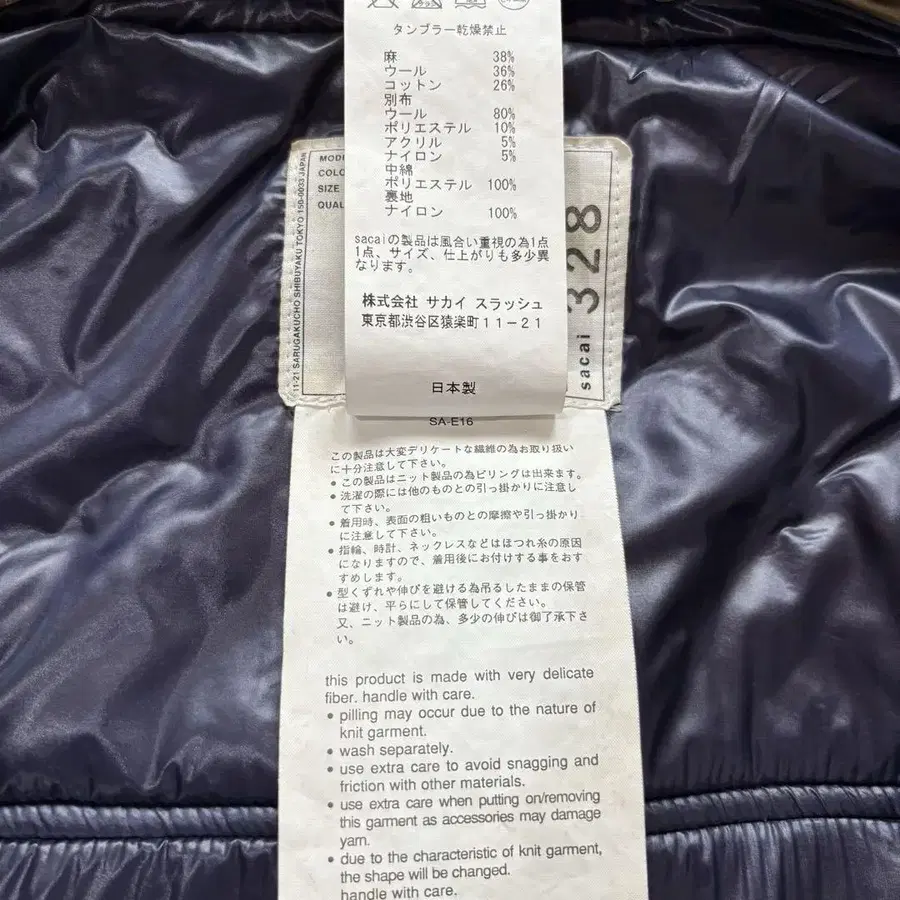 タンブラー乾燥禁止
麻 38%
ウール 36%
コットン 26%
別布
ウール 80%
ポリエステル 10%
アクリル 5%
ナイロン 5%
中綿
ポリエステル 100%
裏地
ナイロン 100%
sacaiの製品は風合い重視の為1点
1点、サイズ、仕上がりも多少異
なります。
株式会社 サカイ スラッシュ
東京都渋谷区猿楽町11-21
日本製
11-21 SARUGAKUCHO SHIBUYAKU TOKYO 150-0033 JAPAN
SIZE
sacai 328
SA-E16
この製品は大変デリケートな繊維の為お取り扱い
に十分注意して下さい。
● この製品はニット製品の為ピリングは出来ます。
● 洗濯の際には他のものとの引っ掛かりに注意し
て下さい。
● 着用時、表面の粗いものとの摩擦や引っ掛かり
に注意して下さい。
● 指輪、時計、ネックレスなどはほつれ糸の原因
になりますので、着用後にお付けする事をおす
すめします。
● 型くずれや伸びを避ける為吊るしたままの保管
は避け、平らにして保管してください。
又、ニット製品の為、多少の伸びは御了承下さ
い。
this product is made with very delicate
fiber. handle with care.
● pilling may occur due to the nature of
knit garment.
● wash separately.
● use extra care to avoid snagging and
friction with other materials.
● use extra care when putting on/removing
this garment as accessories may damage
yarn.
● due to the characteristic of knit garment,
the shape will be changed.
handle with care.